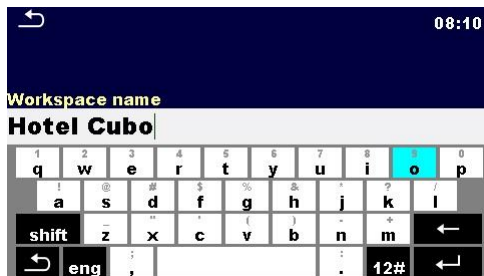 08:10
Workspace name
Hotel Cubo
1 2 3 4 5 6 7 8 9 0
q w e r t y u i o p
! @ # $ % & * ? /
a s d f g h j k l
_ " ' ( ) - +
shift z x c v b n m ←
; :
eng , . 12#